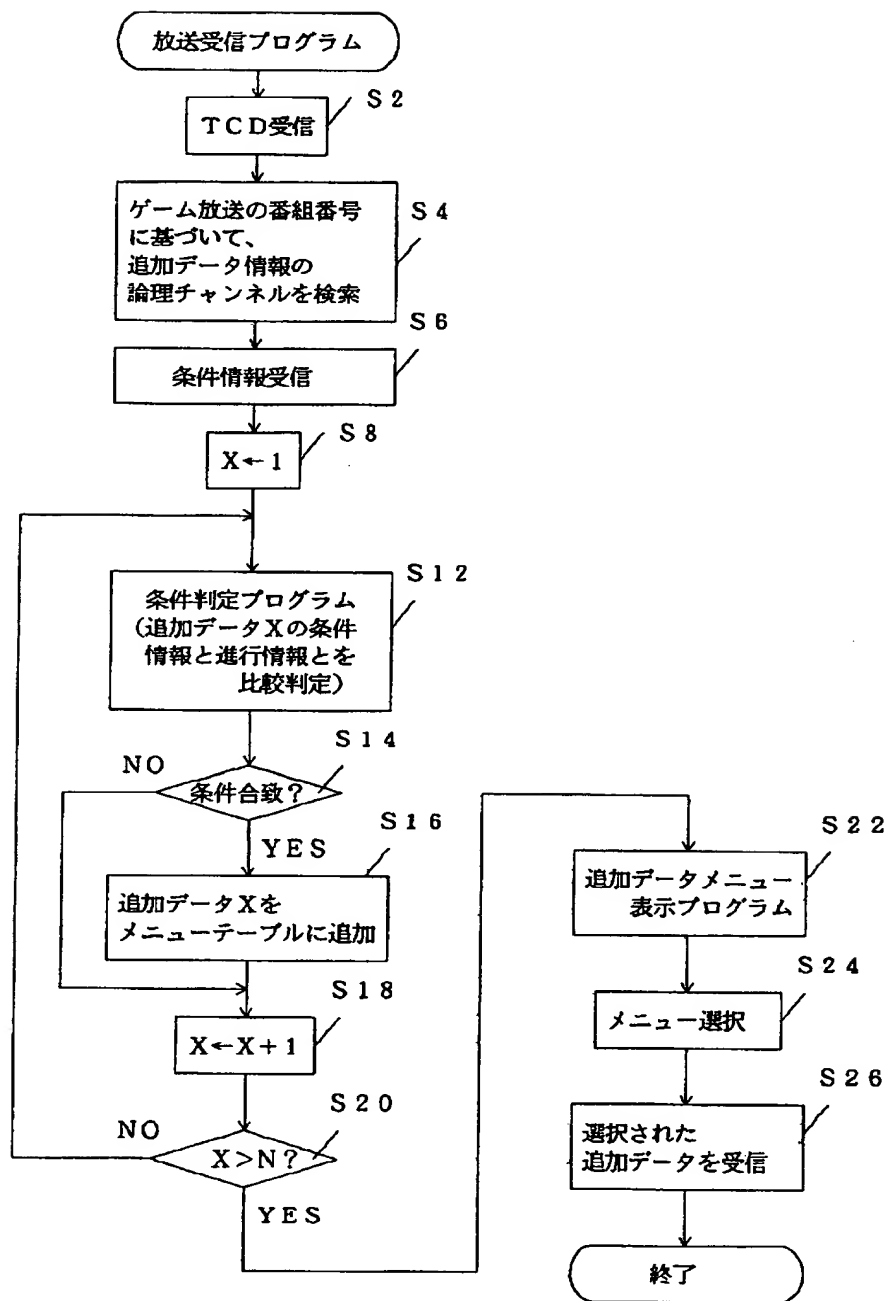 放送受信プログラム
S2
TCD受信
S4
ゲーム放送の番組番号
に基づいて、
追加データ情報の
論理チャンネルを検索
S6
条件情報受信
S8
X←1
S12
条件判定プログラム
(追加データXの条件
情報と進行情報とを
比較判定)
S14
NO
条件合致?
YES
S16
追加データXを
メニューテーブルに追加
S18
X←X+1
S20
NO
X>N?
YES
S22
追加データメニュー
表示プログラム
S24
メニュー選択
S26
選択された
追加データを受信
終了